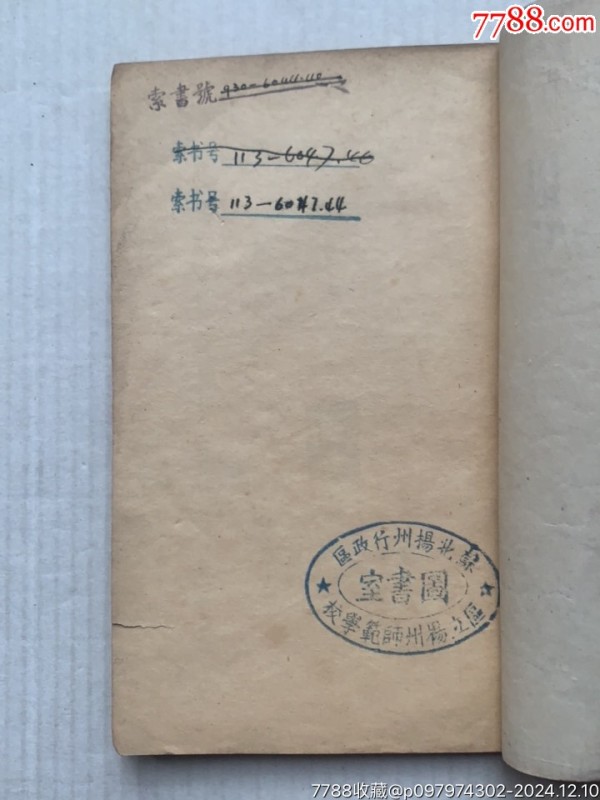 7788.com
索書號
索书号 113-6047.46
索书号 113-6047.44
蘇北揚州行政區
圖書室
區立揚州師範學校
7788收藏@p097974302-2024.12.10